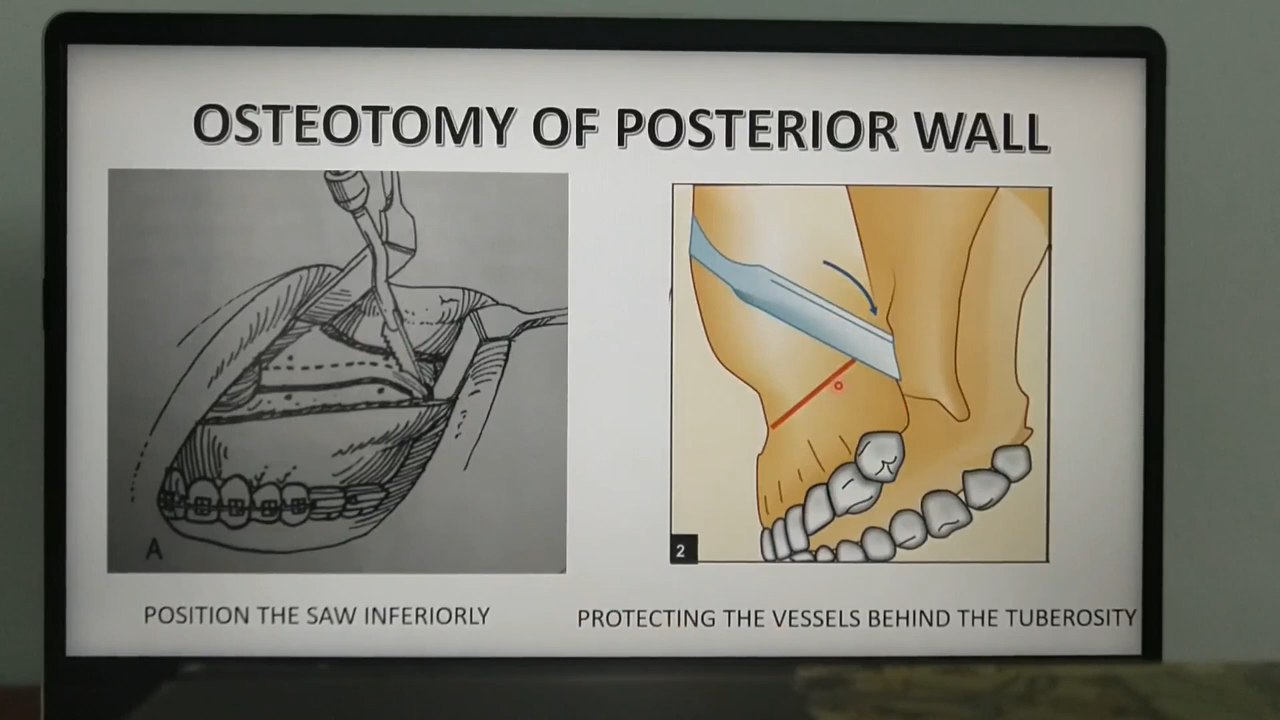 OSTEOTOMY OF POSTERIOR WALL
A
2
POSITION THE SAW INFERIORLY
PROTECTING THE VESSELS BEHIND THE TUBEROSITY